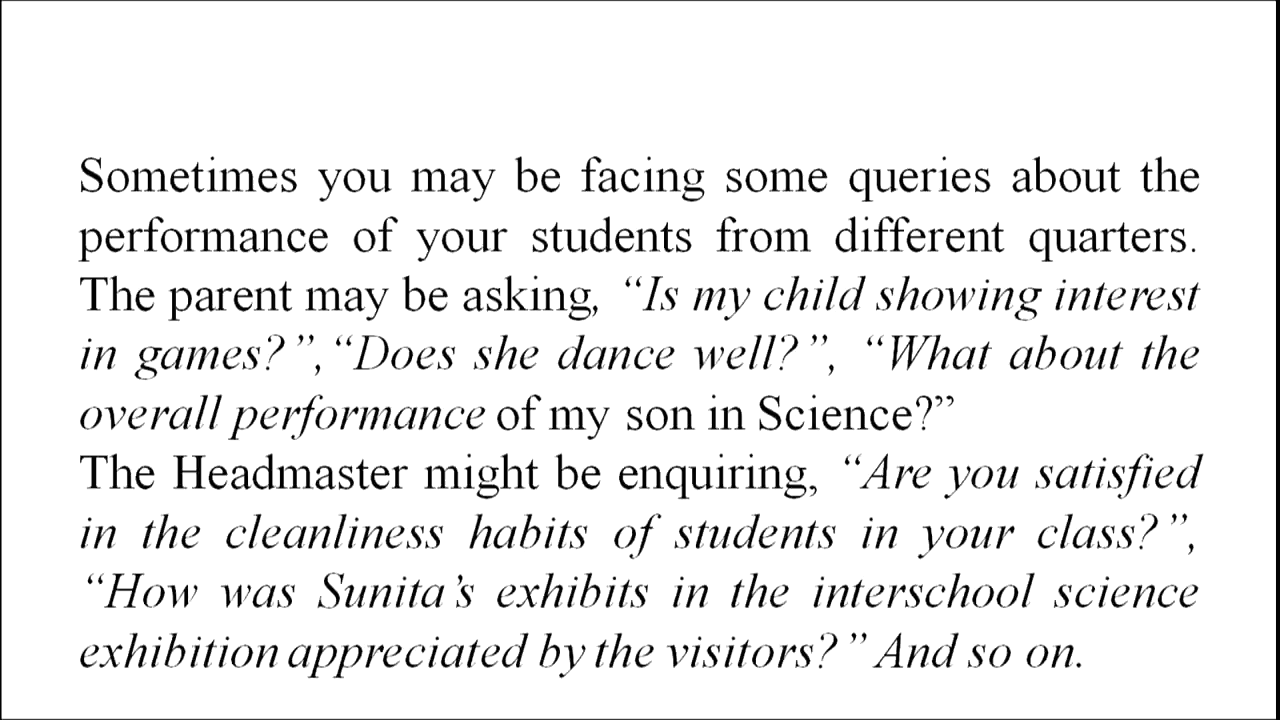 Sometimes you may be facing some queries about the
performance of your students from different quarters.
The parent may be asking, “Is my child showing interest
in games?”, “Does she dance well?”, “What about the
overall performance of my son in Science?”
The Headmaster might be enquiring, “Are you satisfied
in the cleanliness habits of students in your class?”,
“How was Sunita’s exhibits in the interschool science
exhibition appreciated by the visitors?” And so on.